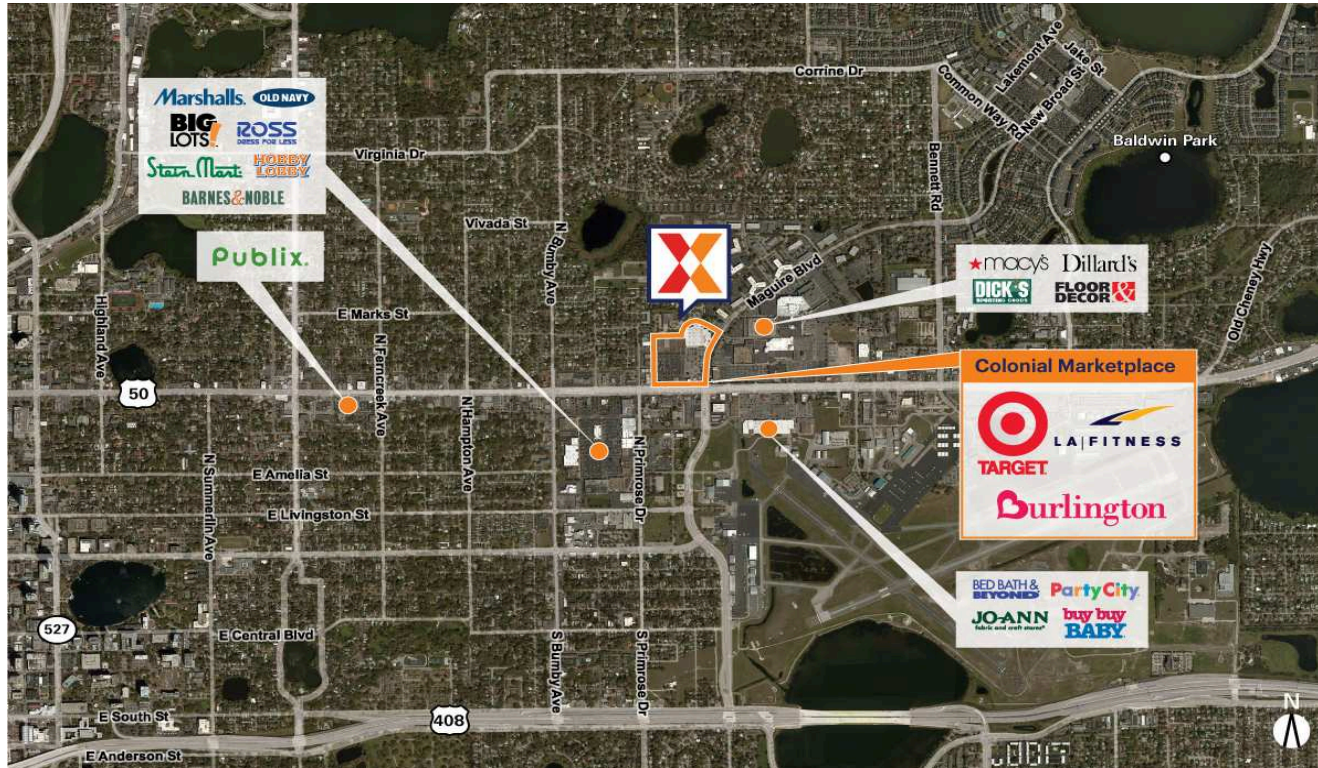 Marshalls. OLD NAVY
BIG LOTS! ROSS DRESS FOR LESS
Stein Mart. HOBBY LOBBY
BARNES&NOBLE
Publix.
Corrine Dr
Lakemont Ave
Jake St
Common Way Rd
New Broad St
Baldwin Park
Virginia Dr
Bennett Rd
Vivada St
N Bumby Ave
Maguire Blvd
★macy's Dillard's
DICK'S SPORTING GOODS FLOOR & DECOR
Old Cheney Hwy
Highland Ave
E Marks St
N Ferncreek Ave
50
Colonial Marketplace
TARGET
LA|FITNESS
Burlington
N Hampton Ave
N Primrose Dr
N Summerlin Ave
E Amelia St
E Livingston St
BED BATH & BEYOND Party City
JO-ANN fabric and craft stores® buy buy BABY
527
E Central Blvd
S Bumby Ave
S Primrose Dr
E South St
408
E Anderson St
N